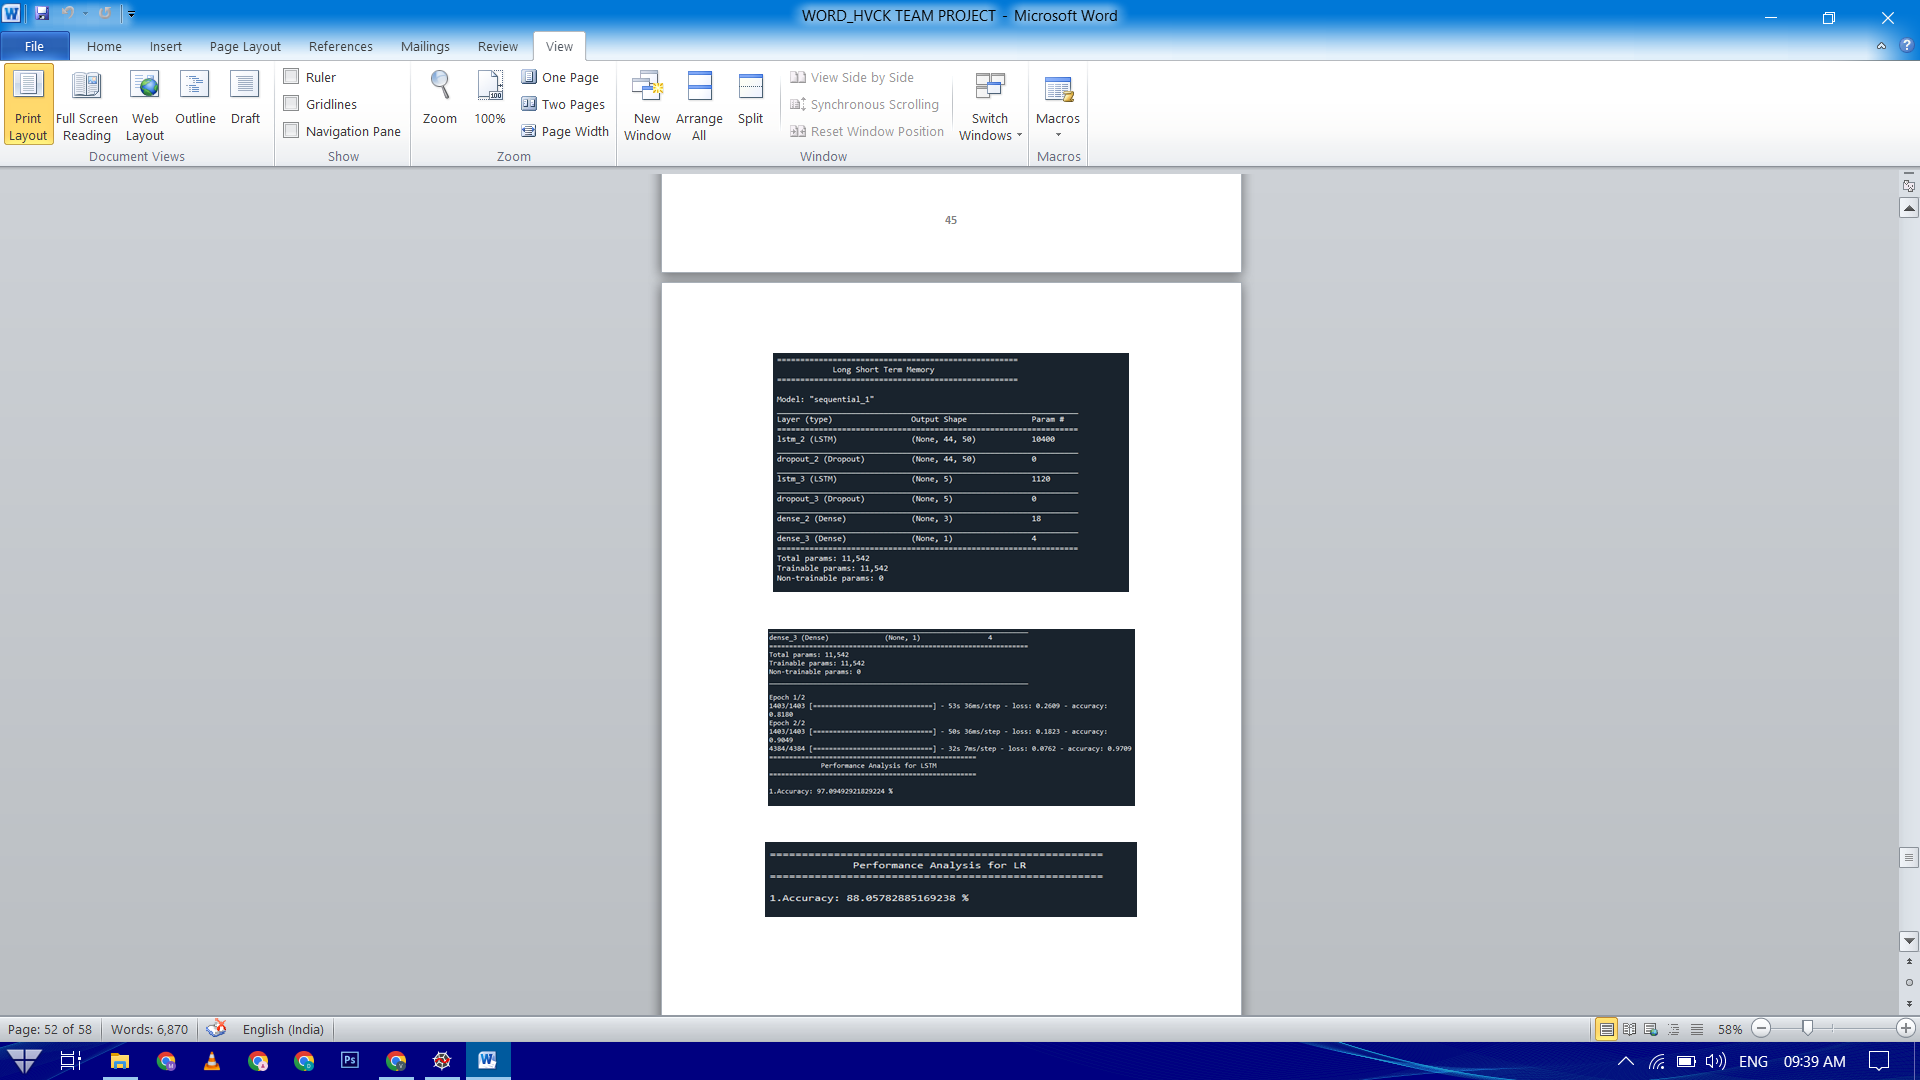 WORD_HVCK TEAM PROJECT - Microsoft Word
File Home Insert Page Layout References Mailings Review View
Print Layout
Full Screen Reading
Web Layout
Outline
Draft
Document Views
Ruler
Gridlines
Navigation Pane
Show
Zoom
100%
One Page
Two Pages
Page Width
Zoom
New Window
Arrange All
Split
View Side by Side
Synchronous Scrolling
Reset Window Position
Window
Switch Windows
Macros
Macros
45
====================================================
Long Short Term Memory
====================================================
Model: "sequential_1"
Layer (type) Output Shape Param #
=================================================================
lstm_2 (LSTM) (None, 44, 50) 10400
dropout_2 (Dropout) (None, 44, 50) 0
lstm_3 (LSTM) (None, 5) 1120
dropout_3 (Dropout) (None, 5) 0
dense_2 (Dense) (None, 3) 18
dense_3 (Dense) (None, 1) 4
=================================================================
Total params: 11,542
Trainable params: 11,542
Non-trainable params: 0
dense_3 (Dense) (None, 1) 4
=================================================================
Total params: 11,542
Trainable params: 11,542
Non-trainable params: 0
Epoch 1/2
1403/1403 [==============================] - 53s 36ms/step - loss: 0.2609 - accuracy:
0.8180
Epoch 2/2
1403/1403 [==============================] - 50s 36ms/step - loss: 0.1823 - accuracy:
0.9049
4384/4384 [==============================] - 32s 7ms/step - loss: 0.0762 - accuracy: 0.9709
====================================================
Performance Analysis for LSTM
====================================================
1.Accuracy: 97.09492921829224 %
====================================================
Performance Analysis for LR
====================================================
1.Accuracy: 88.05782885169238 %
Page: 52 of 58 Words: 6,870 English (India) 58%
Ps W ENG 09:39 AM